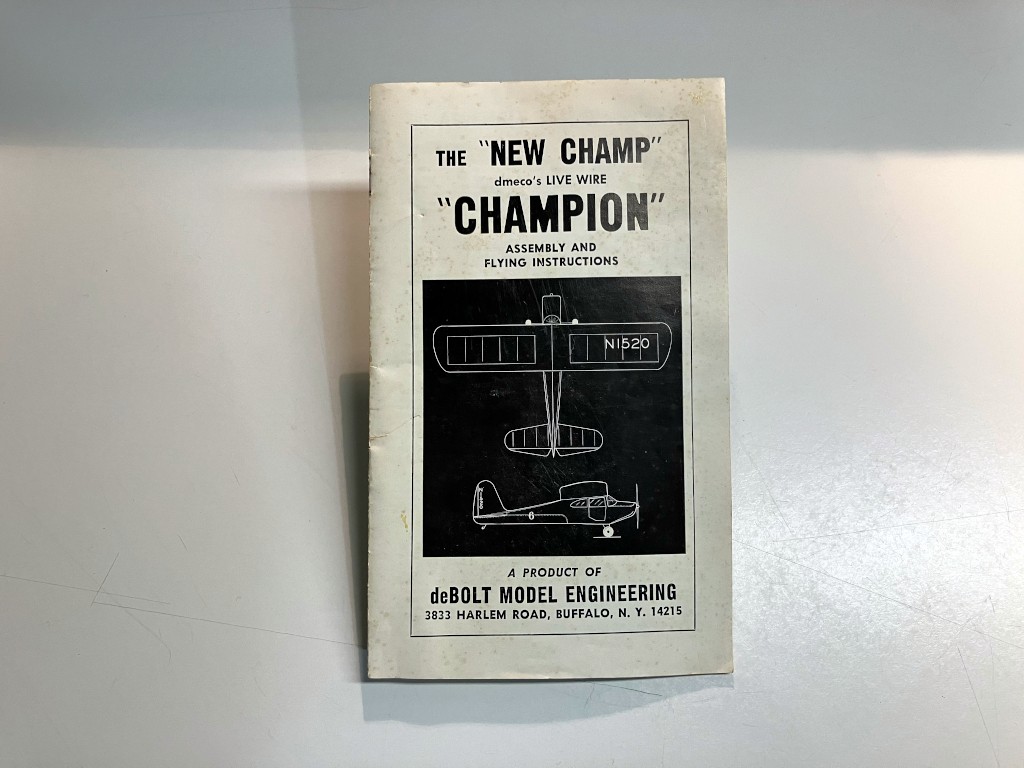 THE "NEW CHAMP"
dmeco's LIVE WIRE
"CHAMPION"
ASSEMBLY AND
FLYING INSTRUCTIONS
N1520
6
A PRODUCT OF
deBOLT MODEL ENGINEERING
3833 HARLEM ROAD, BUFFALO, N. Y. 14215